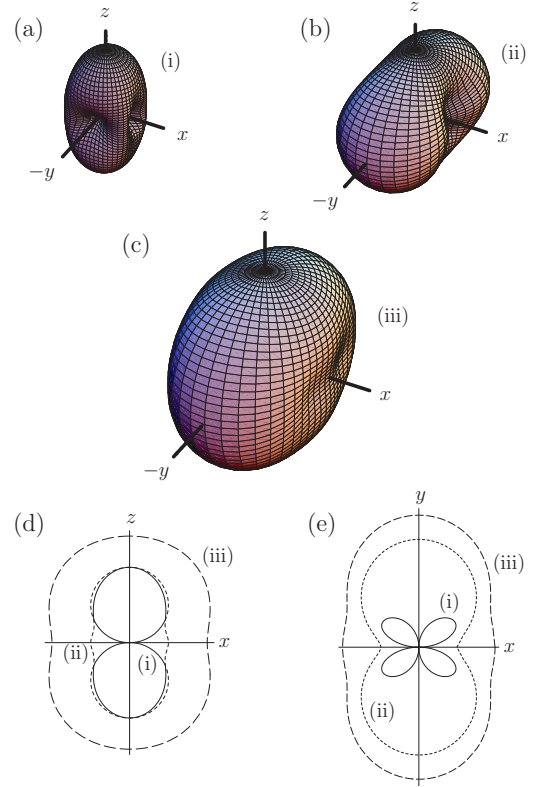 (a)
z
(i)
x
−y
(b)
z
(ii)
x
−y
(c)
z
(iii)
x
−y
(d)
z
(iii)
x
(ii)
(i)
(e)
y
(iii)
(i)
x
(ii)